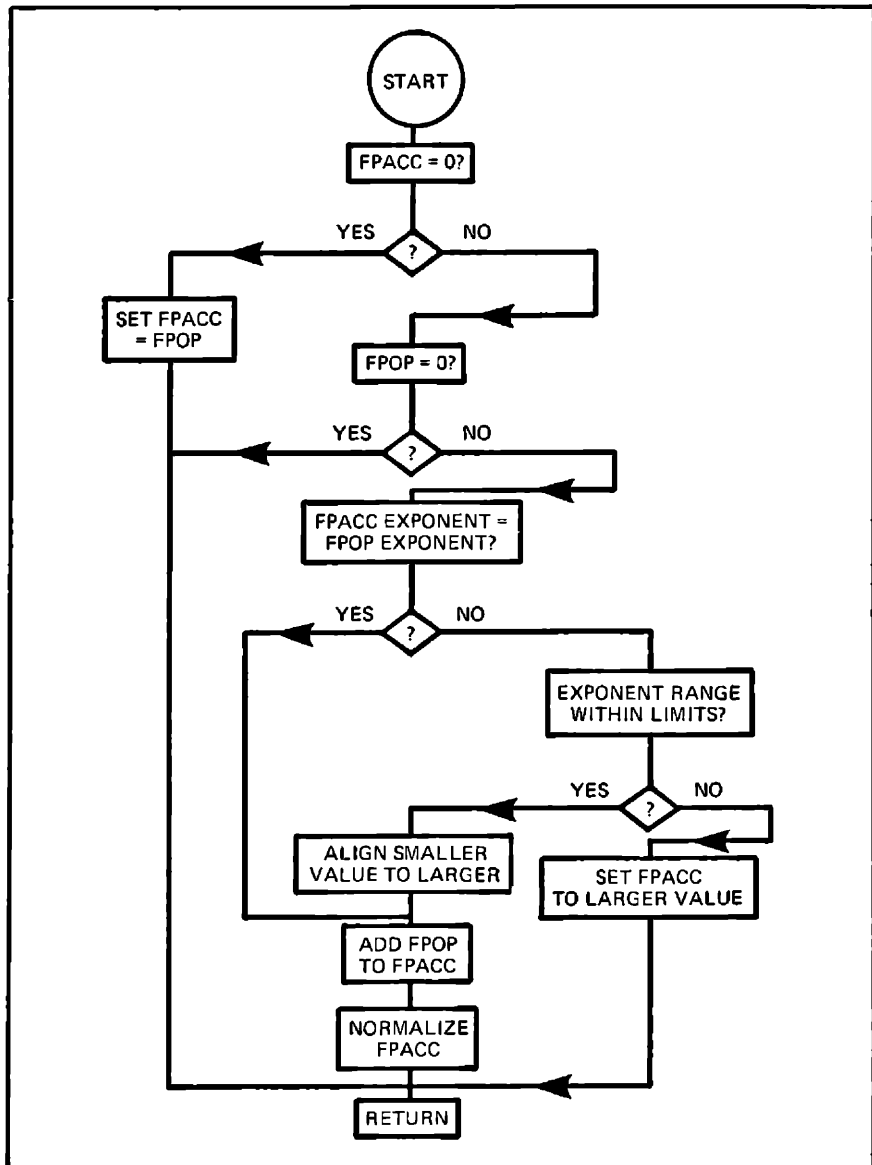 START
FPACC = 0?
YES
NO
?
SET FPACC
= FPOP
FPOP = 0?
YES
NO
?
FPACC EXPONENT =
FPOP EXPONENT?
YES
NO
?
EXPONENT RANGE
WITHIN LIMITS?
YES
NO
?
ALIGN SMALLER
VALUE TO LARGER
SET FPACC
TO LARGER VALUE
ADD FPOP
TO FPACC
NORMALIZE
FPACC
RETURN